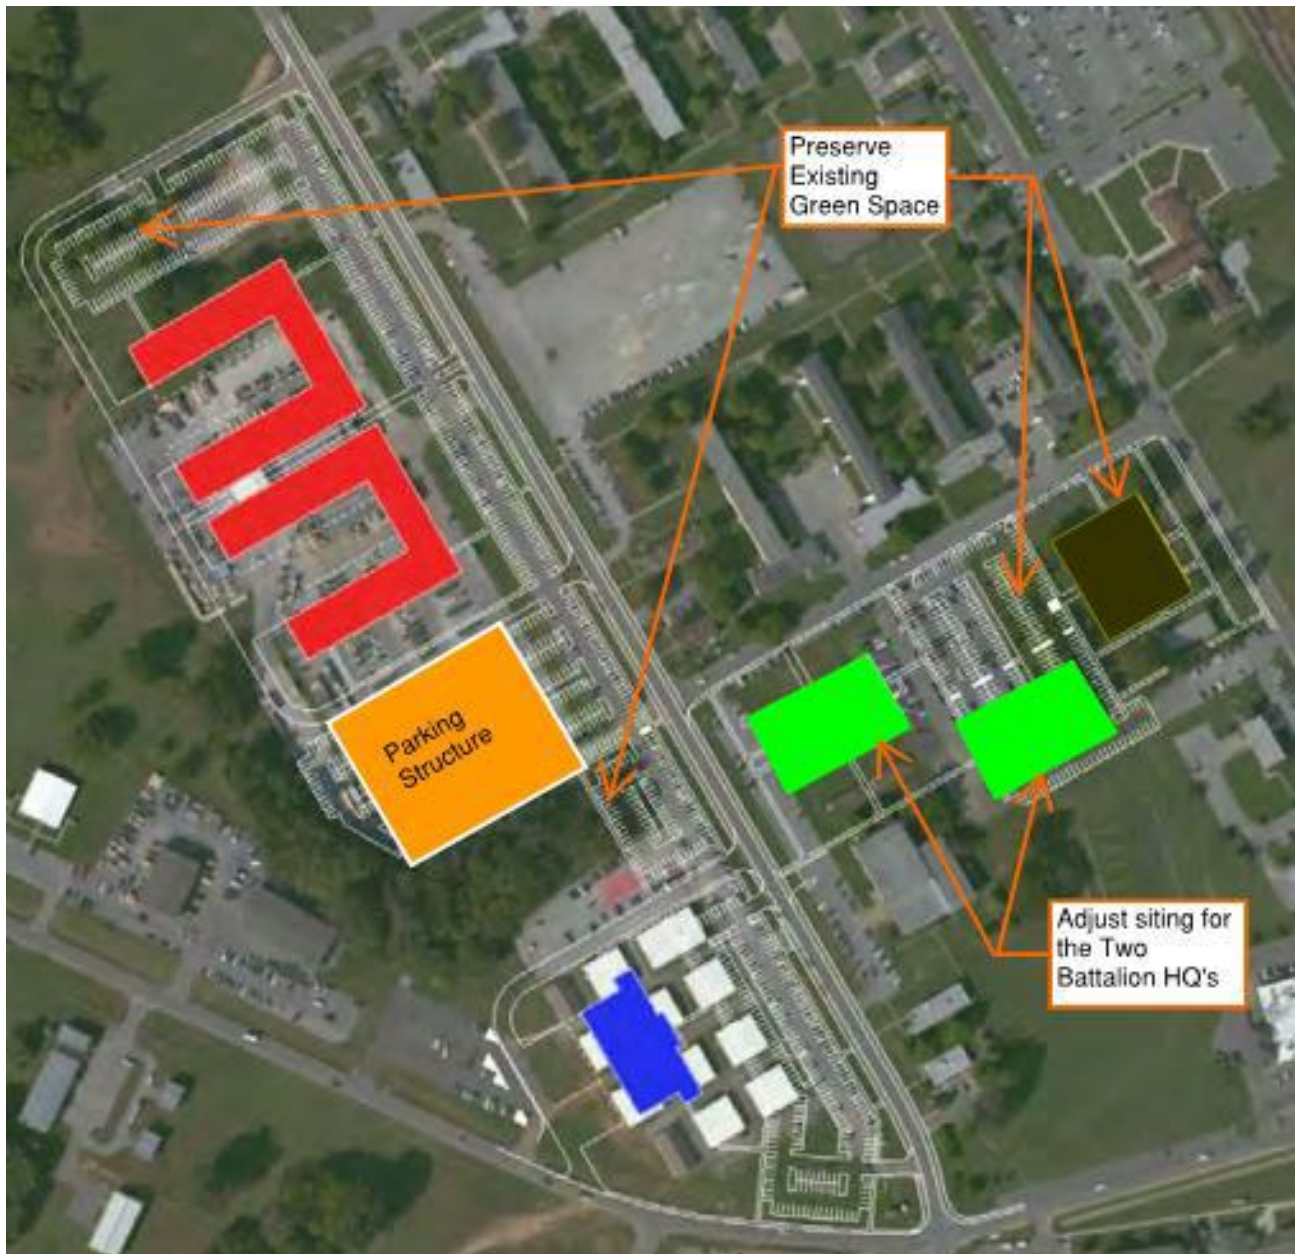 Preserve
Existing
Green Space
Parking
Structure
Adjust siting for
the Two
Battalion HQ's